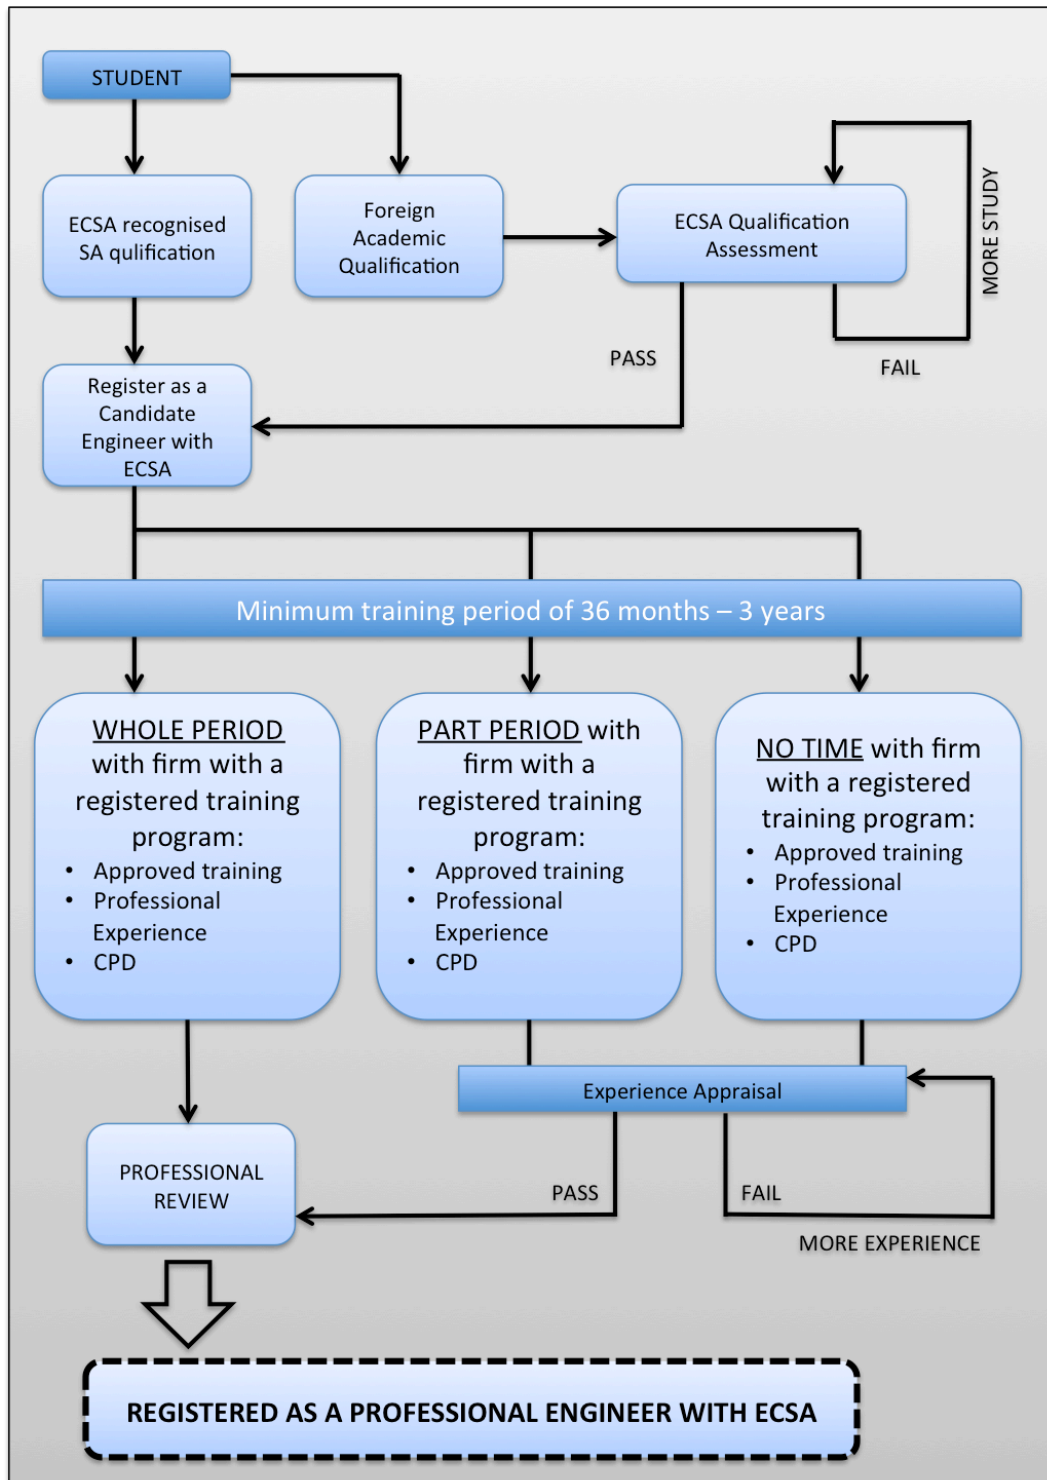 STUDENT
ECSA recognised
SA qulification
Foreign
Academic
Qualification
ECSA Qualification
Assessment
MORE STUDY
PASS
FAIL
Register as a
Candidate
Engineer with
ECSA
Minimum training period of 36 months – 3 years
WHOLE PERIOD
with firm with a
registered training
program:
• Approved training
• Professional
Experience
• CPD
PART PERIOD with
firm with a
registered training
program:
• Approved training
• Professional
Experience
• CPD
NO TIME with firm
with a registered
training program:
• Approved training
• Professional
Experience
• CPD
Experience Appraisal
PROFESSIONAL
REVIEW
PASS
FAIL
MORE EXPERIENCE
REGISTERED AS A PROFESSIONAL ENGINEER WITH ECSA